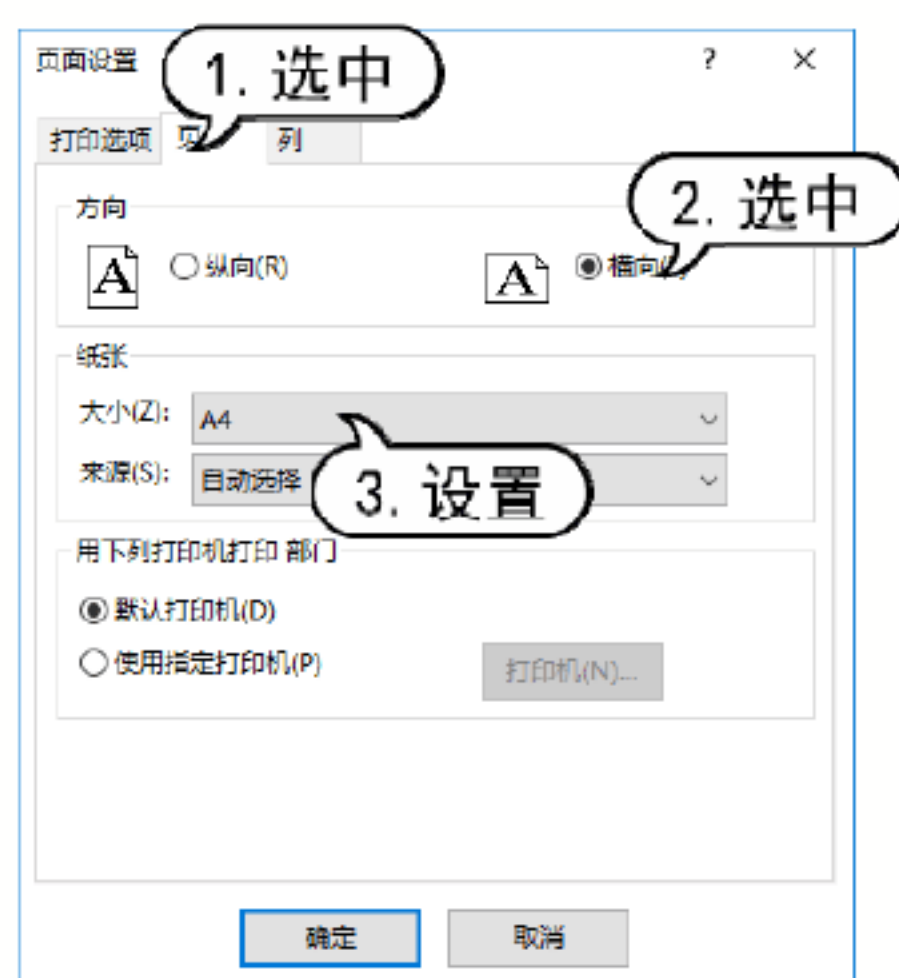 页面设置
1. 选中
?
×
打印选项
列
2. 选中
方向
A
纵向(R)
A
横向
纸张
大小(Z):
A4
来源(S):
自动选择
3. 设置
用下列打印机打印 部门
默认打印机(D)
使用指定打印机(P)
打印机(N)...
确定
取消